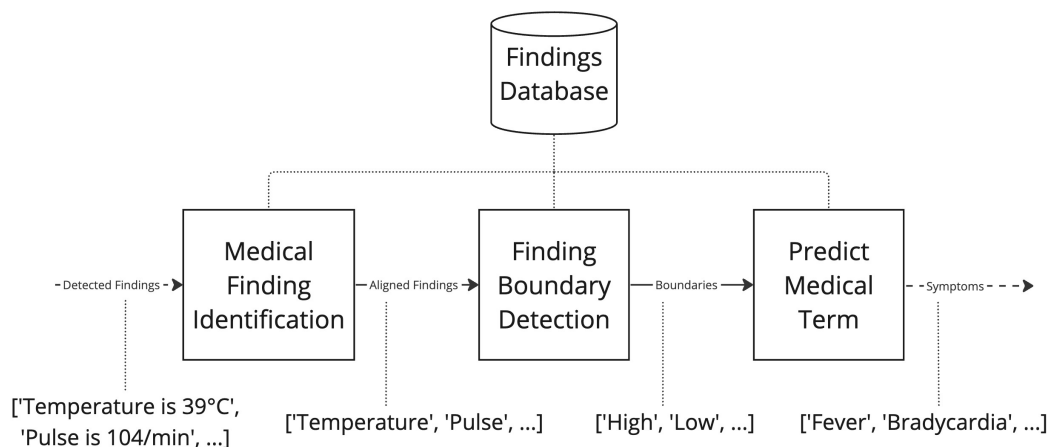 Findings
Database
Medical
Finding
Identification
Finding
Boundary
Detection
Predict
Medical
Term
Detected Findings
Aligned Findings
Boundaries
Symptoms
['Temperature is 39°C',
'Pulse is 104/min', ...]
['Temperature', 'Pulse', ...]
['High', 'Low', ...]
['Fever', 'Bradycardia', ...]